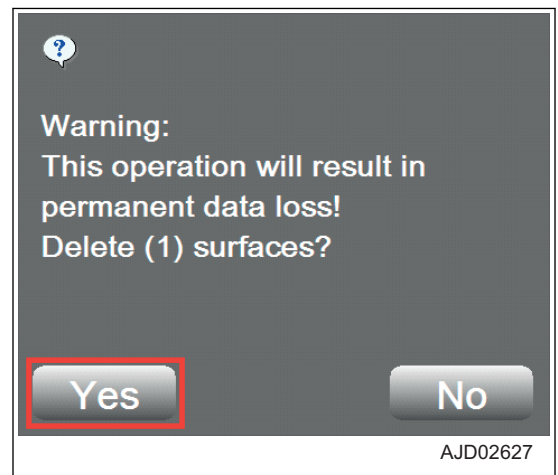 ?
Warning:
This operation will result in
permanent data loss!
Delete (1) surfaces?
Yes
No
AJD02627